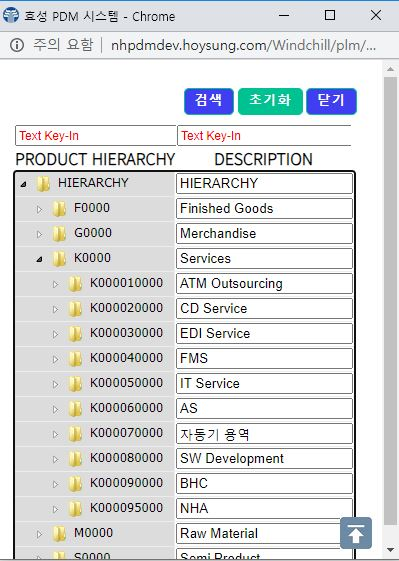 효성 PDM 시스템 - Chrome
주의 요함 | nhpdmdev.hoysung.com/Windchill/plm/...
검색 초기화 닫기
Text Key-In Text Key-In
PRODUCT HIERARCHY DESCRIPTION
HIERARCHY HIERARCHY
F0000 Finished Goods
G0000 Merchandise
K0000 Services
K000010000 ATM Outsourcing
K000020000 CD Service
K000030000 EDI Service
K000040000 FMS
K000050000 IT Service
K000060000 AS
K000070000 자동기 용역
K000080000 SW Development
K000090000 BHC
K000095000 NHA
M0000 Raw Material
S0000 Semi Product